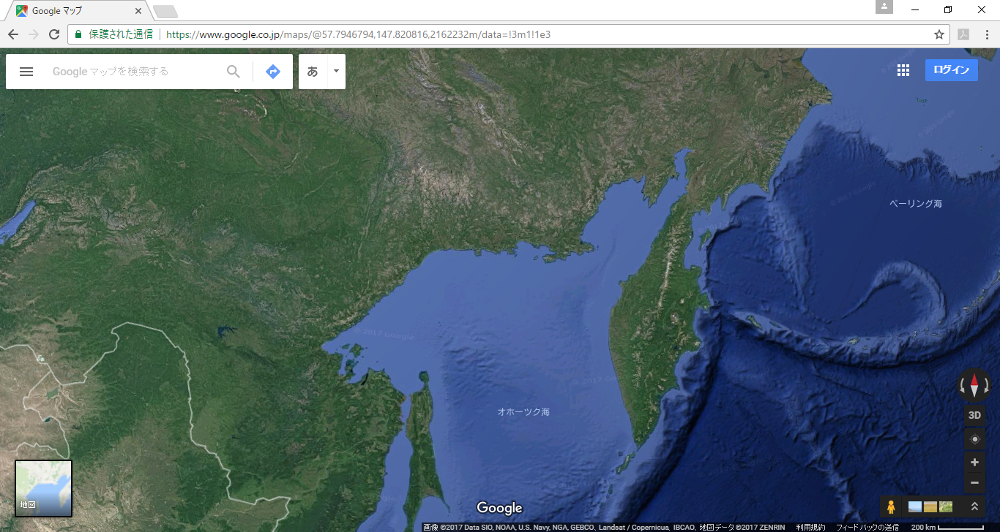 Google マップ
保護された通信
https://www.google.co.jp/maps/@57.7946794,147.820816,2162232m/data=!3m1!1e3
Google マップを検索する
あ
ログイン
© 2017 Google
ベーリング海
© 2017 Google
オホーツク海
3D
地図
Google
画像 ©2017 Data SIO, NOAA, U.S. Navy, NGA, GEBCO、Landsat / Copernicus、IBCAO、地図データ ©2017 ZENRIN 利用規約 フィードバックの送信 200 km